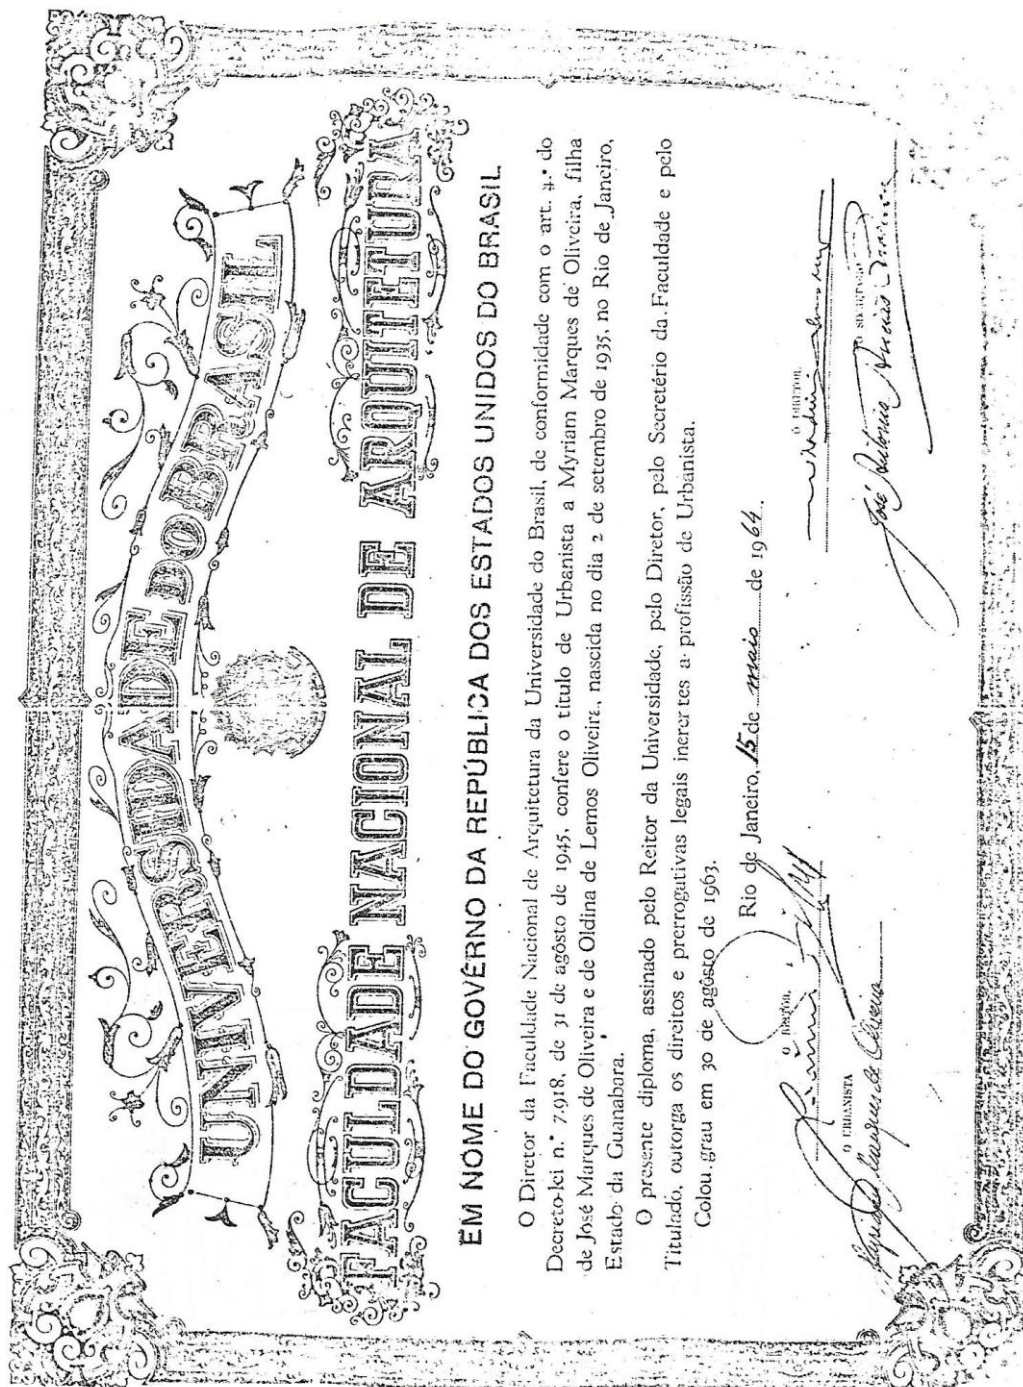 UNIVERSIDADE DO BRASIL
FACULDADE NACIONAL DE ARQUITETURA
EM NOME DO GOVÊRNO DA REPÚBLICA DOS ESTADOS UNIDOS DO BRASIL
O Diretor da Faculdade Nacional de Arquitetura da Universidade do Brasil, de conformidade com o art. 4.º do
Decreto-lei n.º 7.918, de 31 de agôsto de 1945, confere o título de Urbanista a Myriam Marques de Oliveira, filha
de José Marques de Oliveira e de Oldina de Lemos Oliveira, nascida no dia 2 de setembro de 1935, no Rio de Janeiro,
Estado da Guanabara.
O presente diploma, assinado pelo Reitor da Universidade, pelo Diretor, pelo Secretério da Faculdade e pelo
Titulado, outorga os direitos e prerrogativas legais inerertes a profissão de Urbanista.
Colou grau em 30 de agôsto de 1963.
Rio de Janeiro, 15 de maio de 1964.
O REITOR,
O DIRETOR,
O URBANISTA
Myriam Marques de Oliveira
O SECRETÁRIO
José Antonio